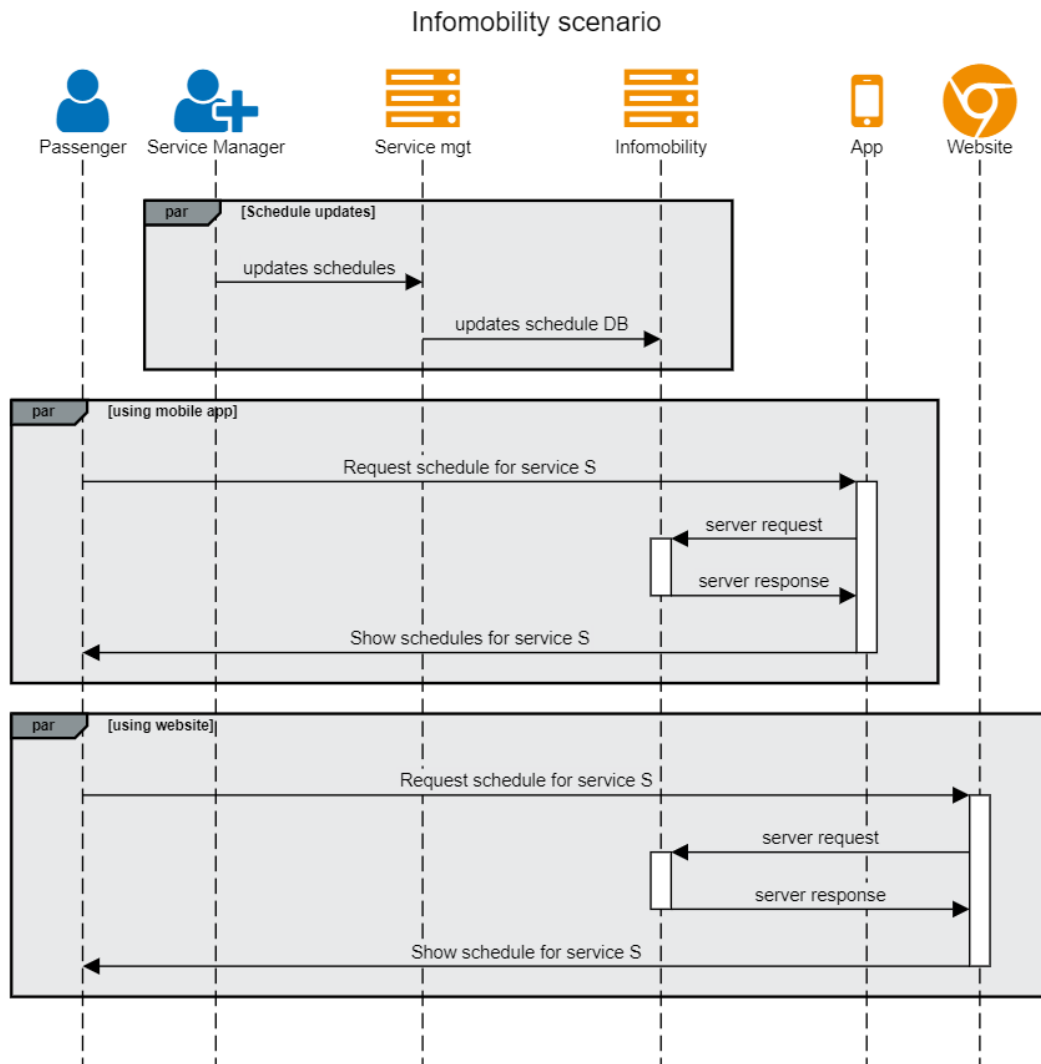 Infomobility scenario
Passenger Service Manager Service mgt Infomobility App Website
par [Schedule updates]
updates schedules
updates schedule DB
par [using mobile app]
Request schedule for service S
server request
server response
Show schedules for service S
par [using website]
Request schedule for service S
server request
server response
Show schedule for service S